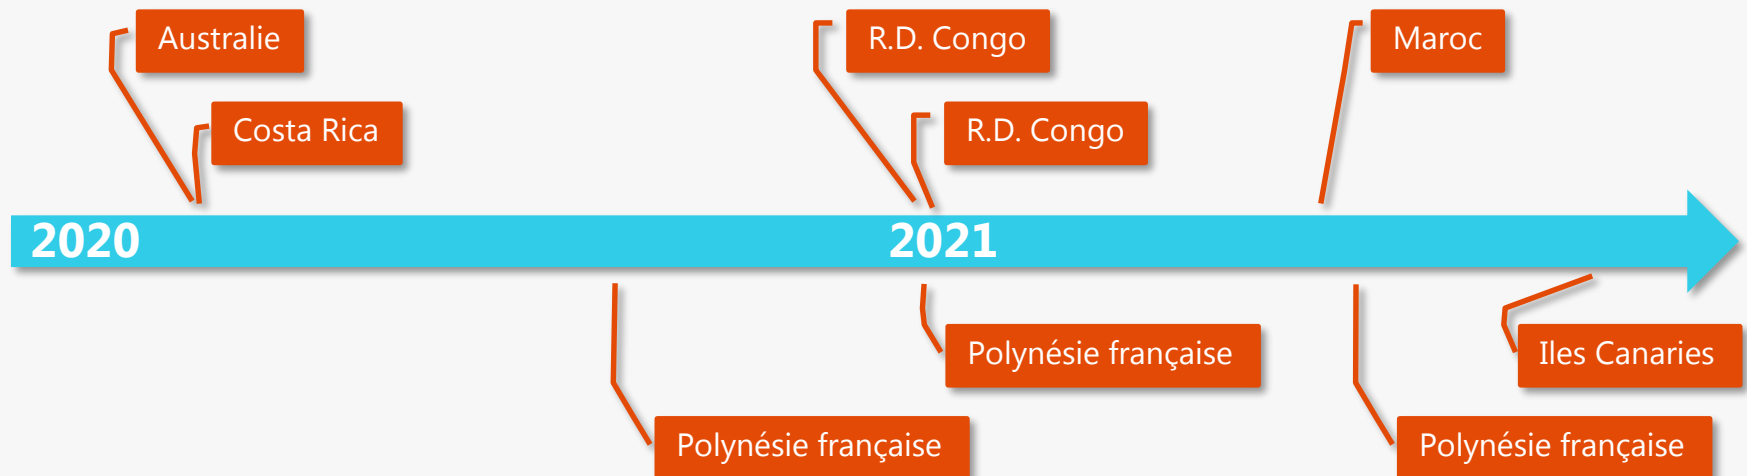 Australie
R.D. Congo
Maroc
Costa Rica
R.D. Congo
2020
2021
Polynésie française
Iles Canaries
Polynésie française
Polynésie française